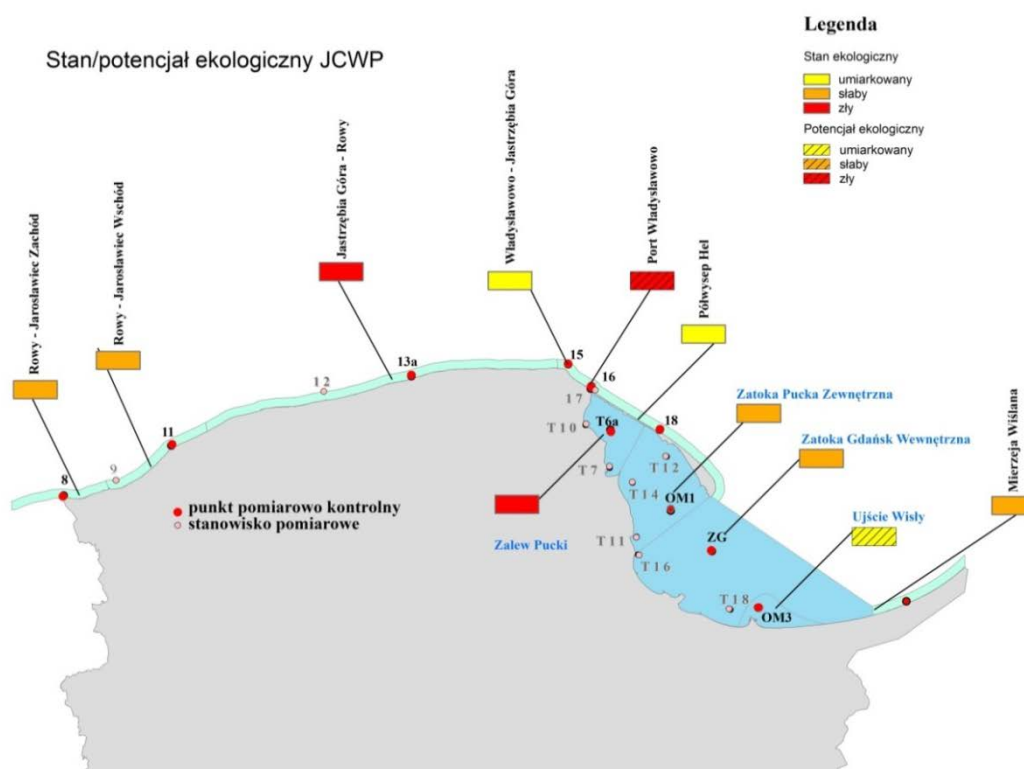 Stan/potencjał ekologiczny JCWP
Legenda
Stan ekologiczny
umiarkowany
słaby
zły
Potencjał ekologiczny
umiarkowany
słaby
zły
Rowy - Jarosławiec Zachód
Rowy - Jarosławiec Wschód
Jastrzębia Góra - Rowy
Władysławowo - Jastrzębia Góra
Port Władysławowo
Półwysep Hel
Zatoka Pucka Zewnętrzna
Zatoka Gdańsk Wewnętrzna
Mierzeja Wiślana
Ujście Wisły
Zalew Pucki
8
9
11
12
13a
15
16
17
T10
T6a
18
T7
T12
T14
OM1
T11
ZG
T16
T18
OM3
punkt pomiarowo kontrolny
stanowisko pomiarowe